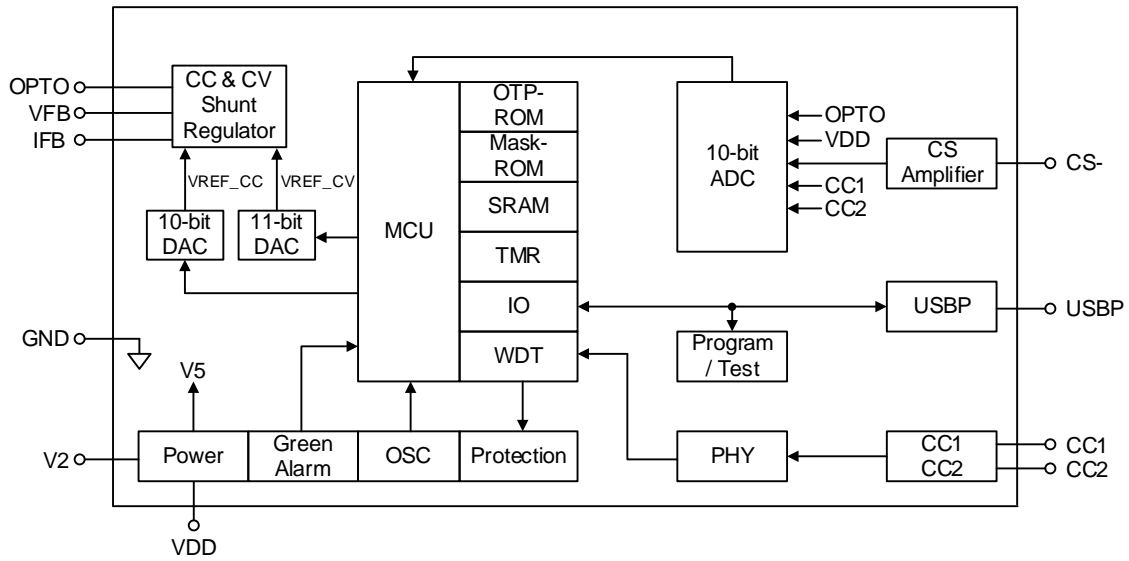 OPTO
VFB
IFB
CC & CV
Shunt
Regulator
VREF_CC
VREF_CV
10-bit
DAC
11-bit
DAC
MCU
OTP-
ROM
Mask-
ROM
SRAM
TMR
IO
WDT
10-bit
ADC
OPTO
VDD
CC1
CC2
CS
Amplifier
CS-
USBP
USBP
Program
/ Test
GND
V5
V2
Power
Green
Alarm
OSC
Protection
PHY
CC1
CC2
CC1
CC2
VDD